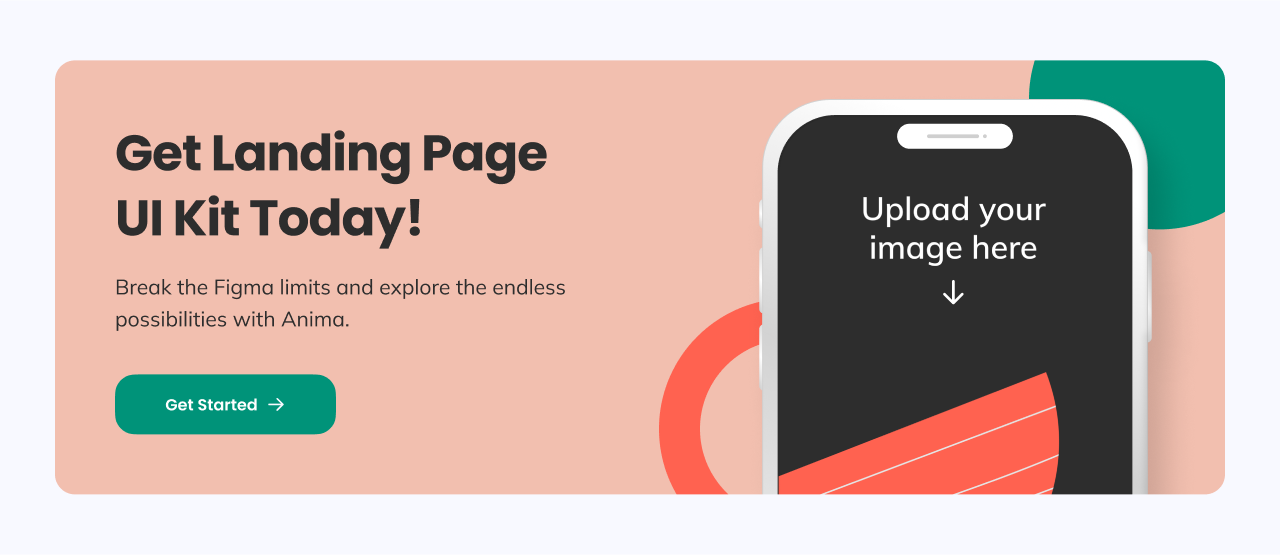 Get Landing Page
UI Kit Today!
Break the Figma limits and explore the endless
possibilities with Anima.
Get Started
Upload your
image here